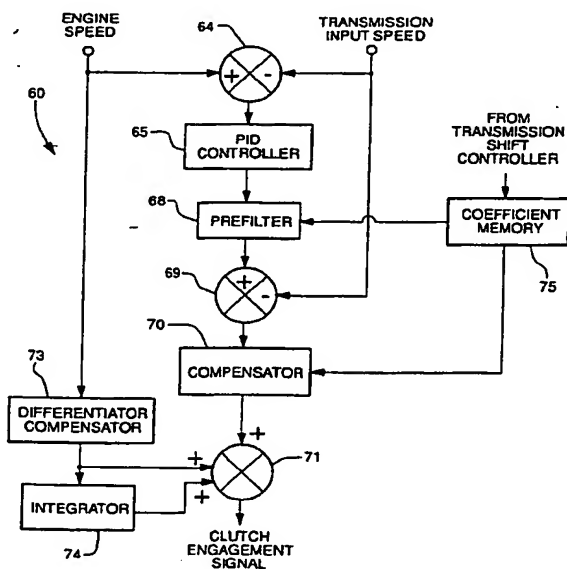 ENGINE
SPEED
64
TRANSMISSION
INPUT SPEED
+
-
60
65
PID
CONTROLLER
FROM
TRANSMISSION
SHIFT
CONTROLLER
68
PREFILTER
COEFFICIENT
MEMORY
75
69
+
-
70
COMPENSATOR
73
DIFFERENTIATOR
COMPENSATOR
+
+
+
71
INTEGRATOR
74
CLUTCH
ENGAGEMENT
SIGNAL